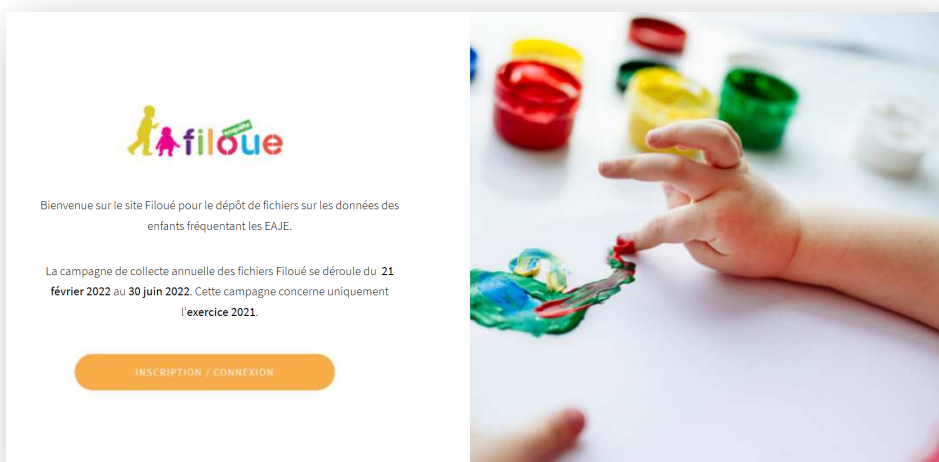 enquête
filoue
Bienvenue sur le site Filoué pour le dépôt de fichiers sur les données des
enfants fréquentant les EAJE.
La campagne de collecte annuelle des fichiers Filoué se déroule du 21
février 2022 au 30 juin 2022. Cette campagne concerne uniquement
l'exercice 2021.
INSCRIPTION / CONNEXION